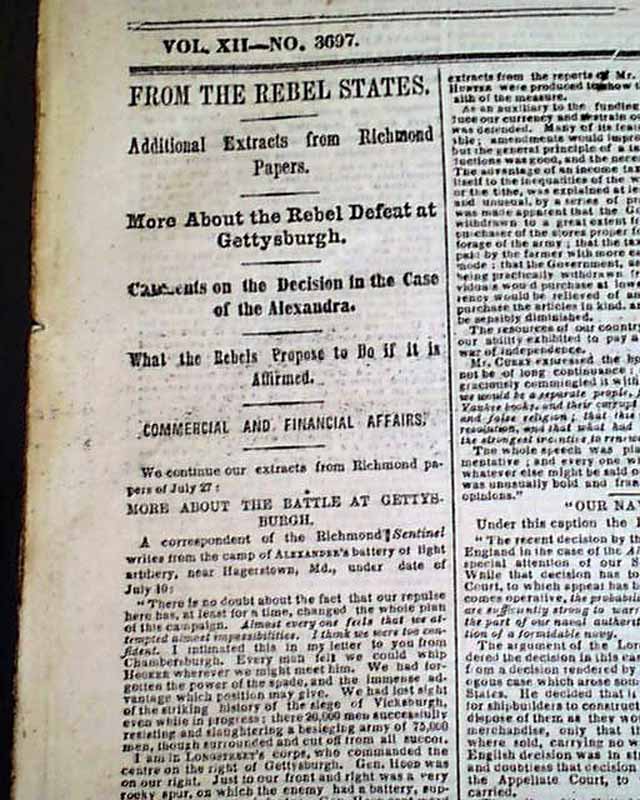 VOL. XII—NO. 3697.
FROM THE REBEL STATES.
Additional Extracts from Richmond
Papers.
More About the Rebel Defeat at
Gettysburgh.
on the Decision in the Case
of the Alexandra.
What the Rebels Propose to Do if it is
Affirmed.
COMMERCIAL AND FINANCIAL AFFAIRS.
We continue our extracts from Richmond pa-
pers of July 27:
MORE ABOUT THE BATTLE AT GETTYS-
BURGH.
A correspondent of the Richmond Sentinel
writes from the camp of ALEXANDER's battery of light
artillery, near Hagerstown, Md., under date of
July 10:
"There is no doubt about the fact that our repulse
here has, at least for a time, changed the whole plan
of this campaign. Almost every one feels that we at-
tempted almost impossibilities. I think we were too con-
fident. I intimated this in my letter to you from
Chambersburgh. Every man felt we could whip
HOOKER wherever we might meet him. We had for-
gotten the power of the spade, and the immense ad-
vantage which position may give. We had lost sight
of the striking history of the siege of Vicksburgh,
even while in progress; there 20,000 men successfully
resisting and slaughtering a besieging army of 75,000
men, though surrounded and cut off from all succor.
I am in LONGSTREET's corps, who commanded the
centre on the right of Gettysburgh. Gen. HOOD was
on our right. Just to our front and right was a very
rocky spur, on which the enemy had a battery, sup-
extracts from the reports of Mr.
HUNTER were produced to show
of the measure.
As an auxiliary to the
our currency and
was defended. Many of its
amendments would
but the general principle of a
was good, and the
The advantage of an income
itself to the inequalities of the
or the tithe, was explained at
and unusual, by a series of
was made apparent that the
withdrawn to a great extent
purchaser of the stores proper for
of the army; that the
paid by the farmer with more
mode; that the Government,
being practically withdrawn
would purchase at
would be relieved of
purchase the articles in kind,
be sensibly diminished.
The resources of our
our ability exhibited to pay a
war of independence.
Mr. CURRY expressed the
not be of long continuance;
graciously commingled it with
we would be a separate people,
Yankee books, and their corrupt
and false religion; that this
revolution, and that what had
the strongest incentive to
The whole speech was
mentative; and every one
whatever else might be said
was unusually bold and
opinions."
"OUR
Under this caption the
"The recent decision by the
England in the case of the
special attention of our
While that decision has to
Court, to which appeal has
comes operative, the
are sufficiently strong to
the part of our naval
tion of a formidable navy.
The argument of the
dered the decision in this
from a decision rendered by
ogous case which arose
States. He decided that it
for shipbuilders to
dispose of them as they
merchandise, only that
where sold, carrying no
English decision was in
and doubtless that decision
the Appellate Court, to
carried.